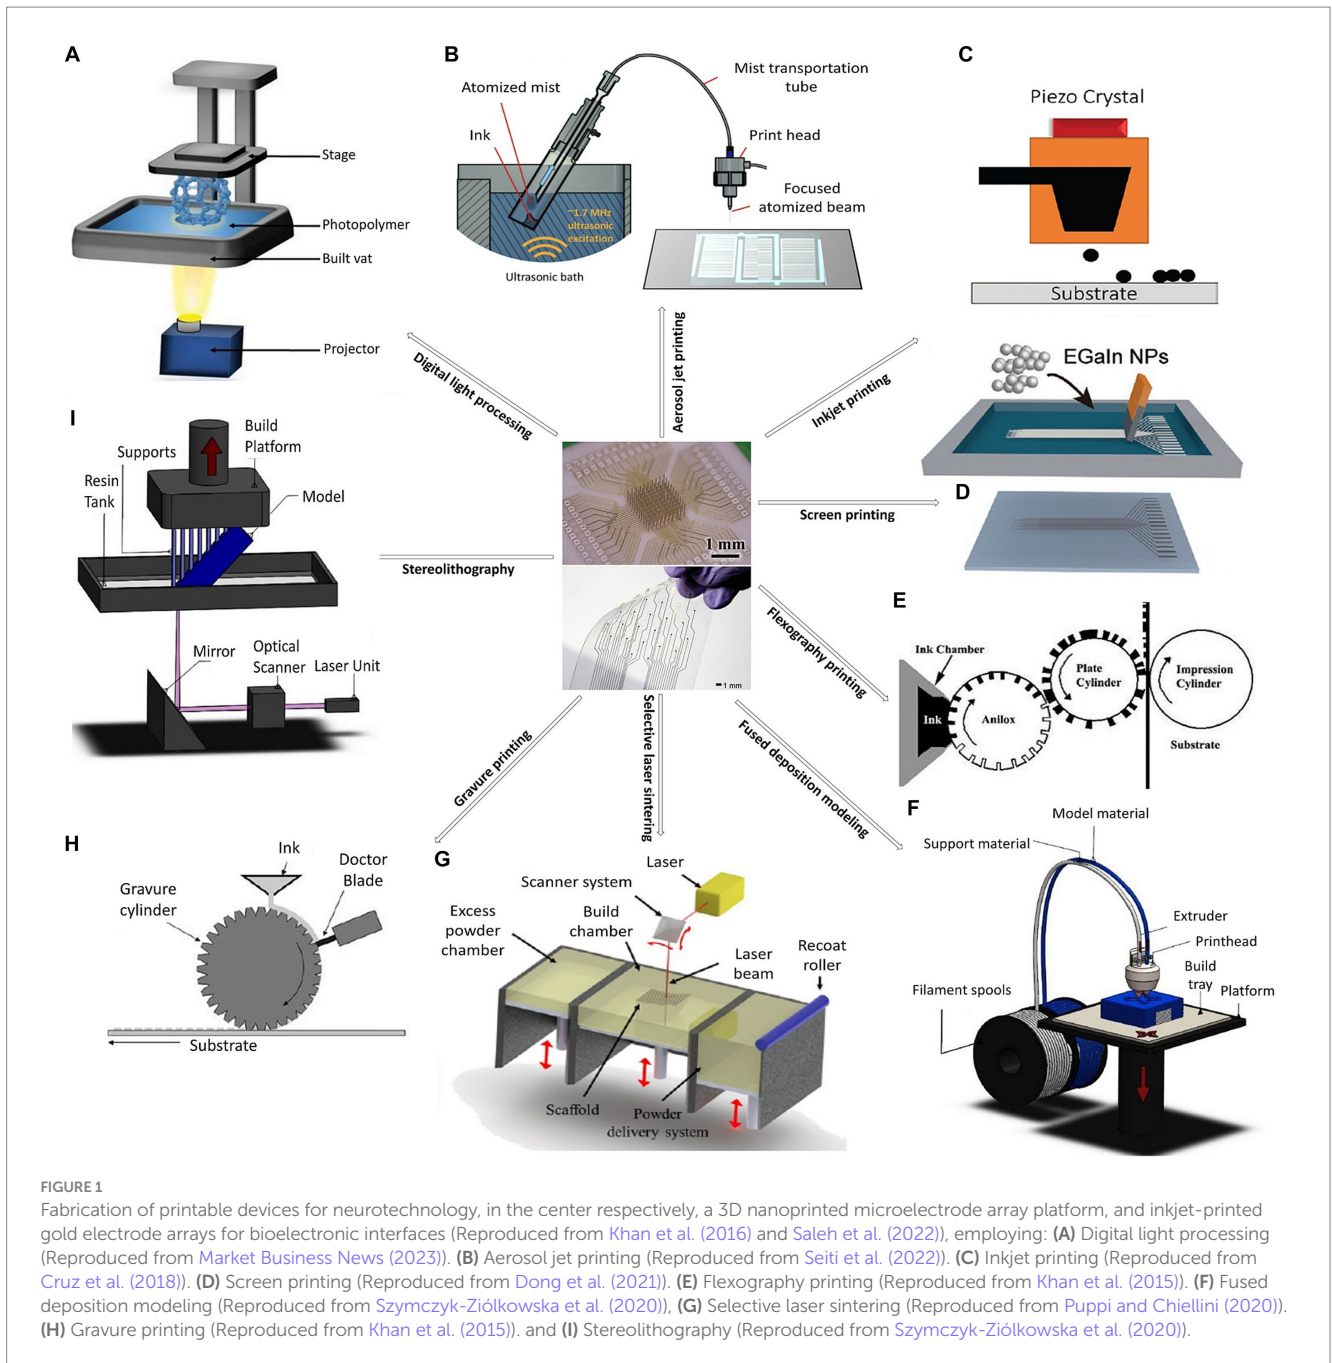 A
Stage
Photopolymer
Built vat
Projector
B
Atomized mist
Ink
Mist transportation
tube
Print head
Focused
atomized beam
~1.7 MHz
ultrasonic
excitation
Ultrasonic bath
C
Piezo Crystal
Substrate
Digital light processing
Aerosol jet printing
Inkjet printing
EGaIn NPs
D
Screen printing
I
Supports
Build
Platform
Resin
Tank
Model
Stereolithography
Mirror
Optical
Scanner
Laser Unit
1 mm
1 mm
E
Flexography printing
Ink Chamber
Ink
Anilox
Plate
Cylinder
Impression
Cylinder
Substrate
Gravure printing
Selective laser sintering
Fused deposition modeling
F
Model material
Support material
Extruder
Printhead
Build
tray
Platform
Filament spools
H
Ink
Doctor
Blade
Gravure
cylinder
Substrate
G
Laser
Scanner system
Excess
powder
chamber
Build
chamber
Laser
beam
Recoat
roller
Scaffold
Powder
delivery system
FIGURE 1
Fabrication of printable devices for neurotechnology, in the center respectively, a 3D nanoprinted microelectrode array platform, and inkjet-printed
gold electrode arrays for bioelectronic interfaces (Reproduced from Khan et al. (2016) and Saleh et al. (2022)), employing: (A) Digital light processing
(Reproduced from Market Business News (2023)). (B) Aerosol jet printing (Reproduced from Seiti et al. (2022)). (C) Inkjet printing (Reproduced from
Cruz et al. (2018)). (D) Screen printing (Reproduced from Dong et al. (2021)). (E) Flexography printing (Reproduced from Khan et al. (2015)). (F) Fused
deposition modeling (Reproduced from Szymczyk-Ziółkowska et al. (2020)), (G) Selective laser sintering (Reproduced from Puppi and Chiellini (2020)).
(H) Gravure printing (Reproduced from Khan et al. (2015)). and (I) Stereolithography (Reproduced from Szymczyk-Ziółkowska et al. (2020)).